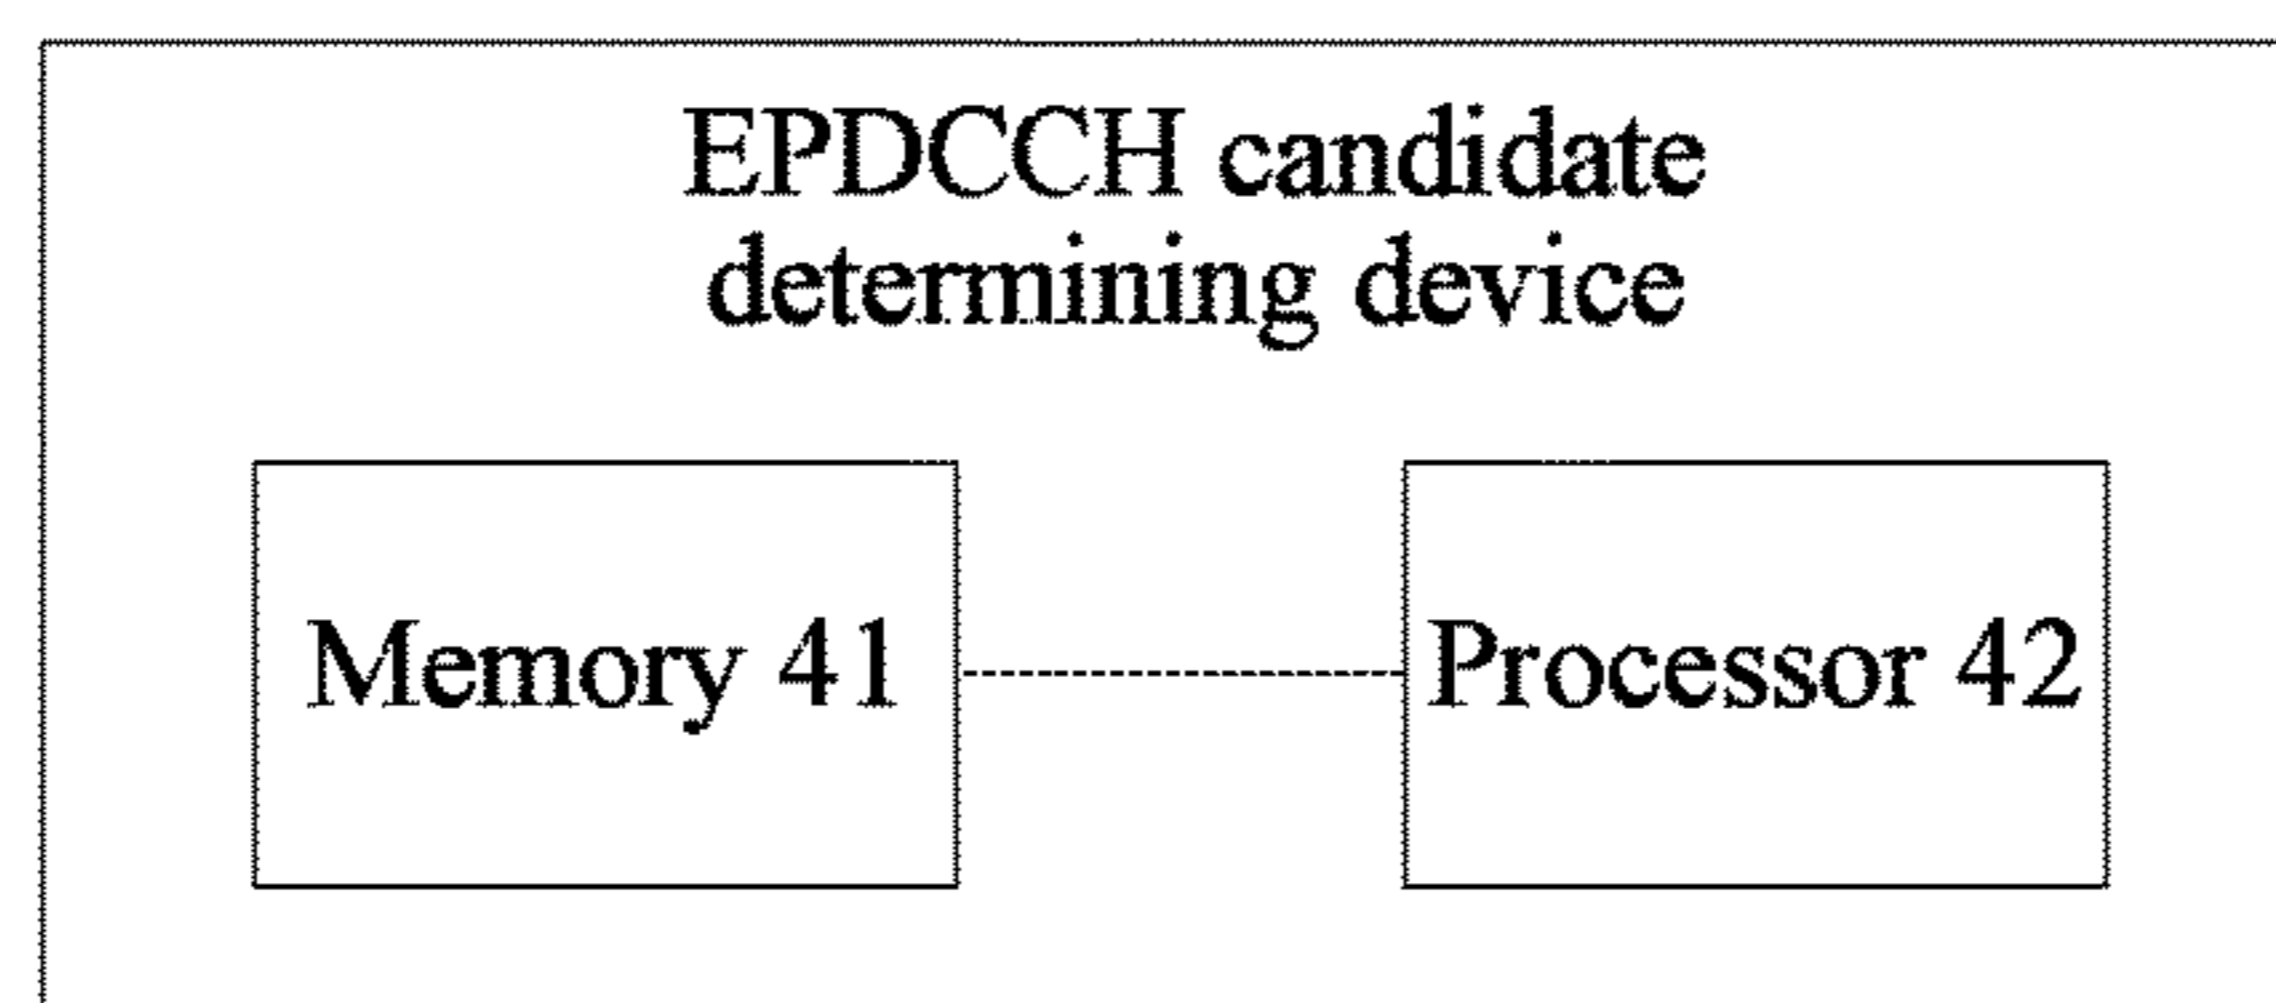 EPDCCH candidate
determining device
Memory 41
Processor 42